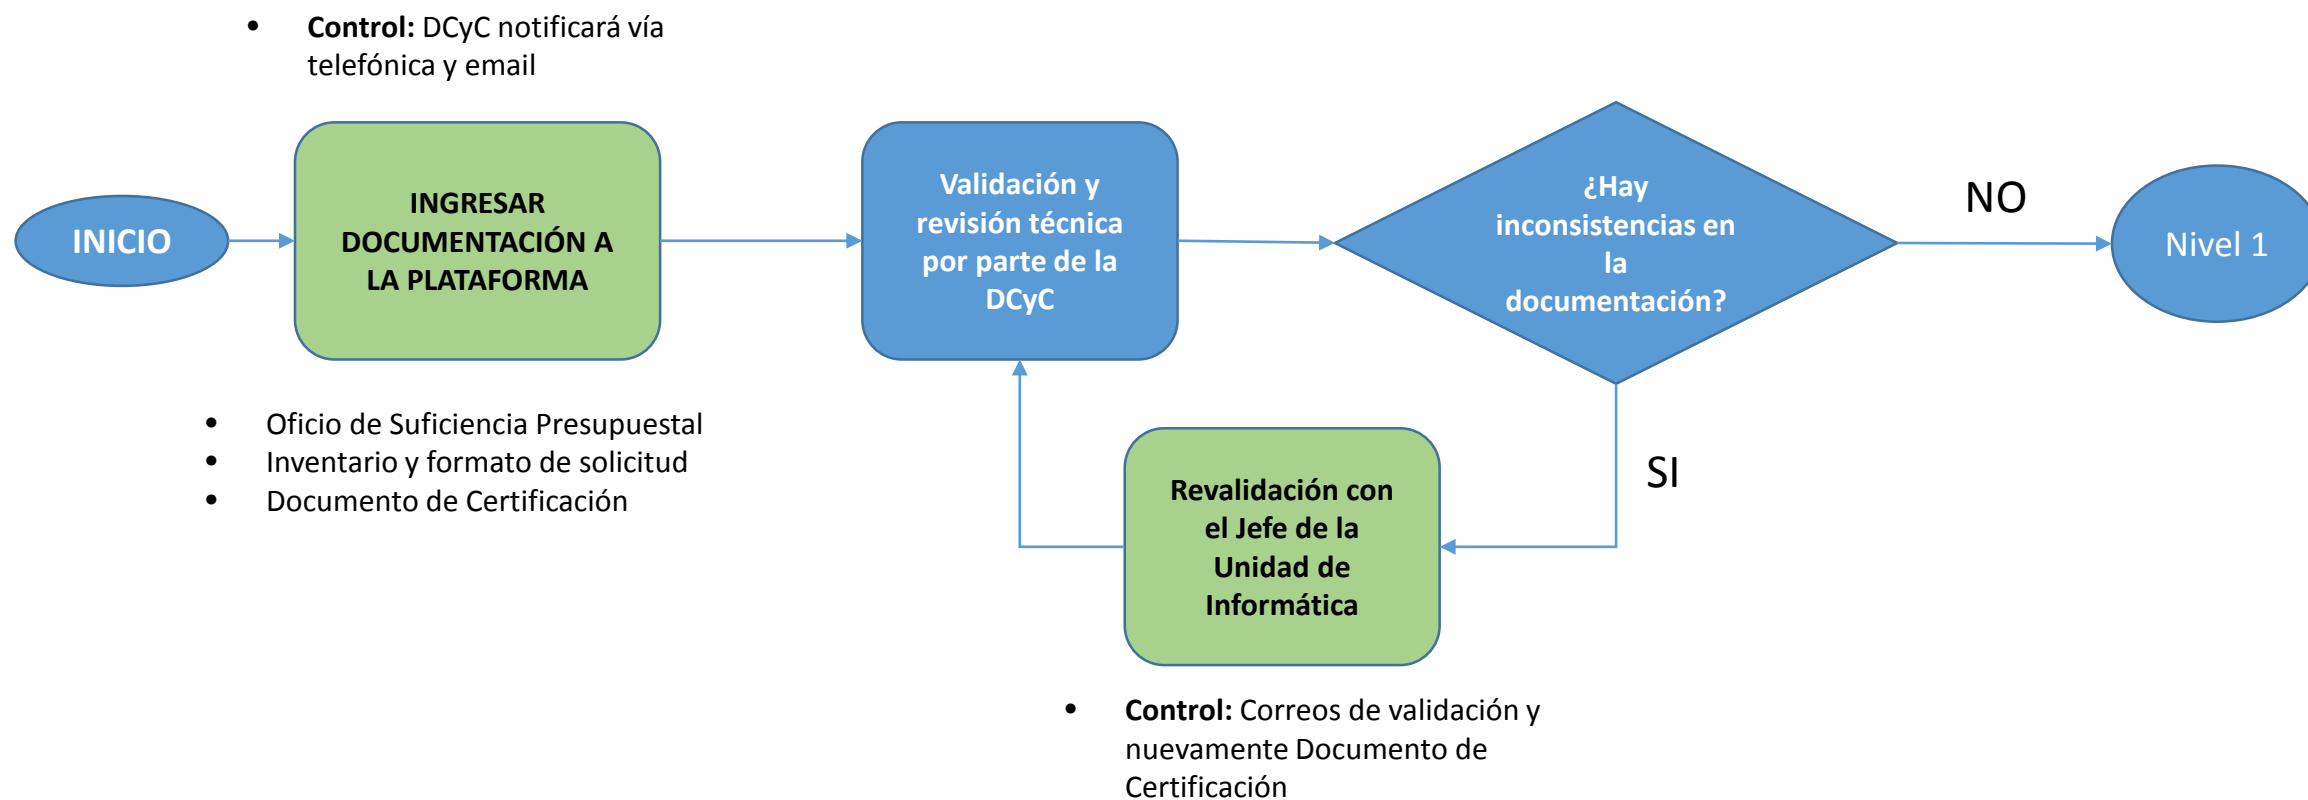 • Control: DCyC notificará vía
telefónica y email
INICIO
INGRESAR
DOCUMENTACIÓN A
LA PLATAFORMA
Validación y
revisión técnica
por parte de la
DCyC
¿Hay
inconsistencias en
la
documentación?
NO
Nivel 1
• Oficio de Suficiencia Presupuestal
• Inventario y formato de solicitud
• Documento de Certificación
SI
Revalidación con
el Jefe de la
Unidad de
Informática
• Control: Correos de validación y
nuevamente Documento de
Certificación